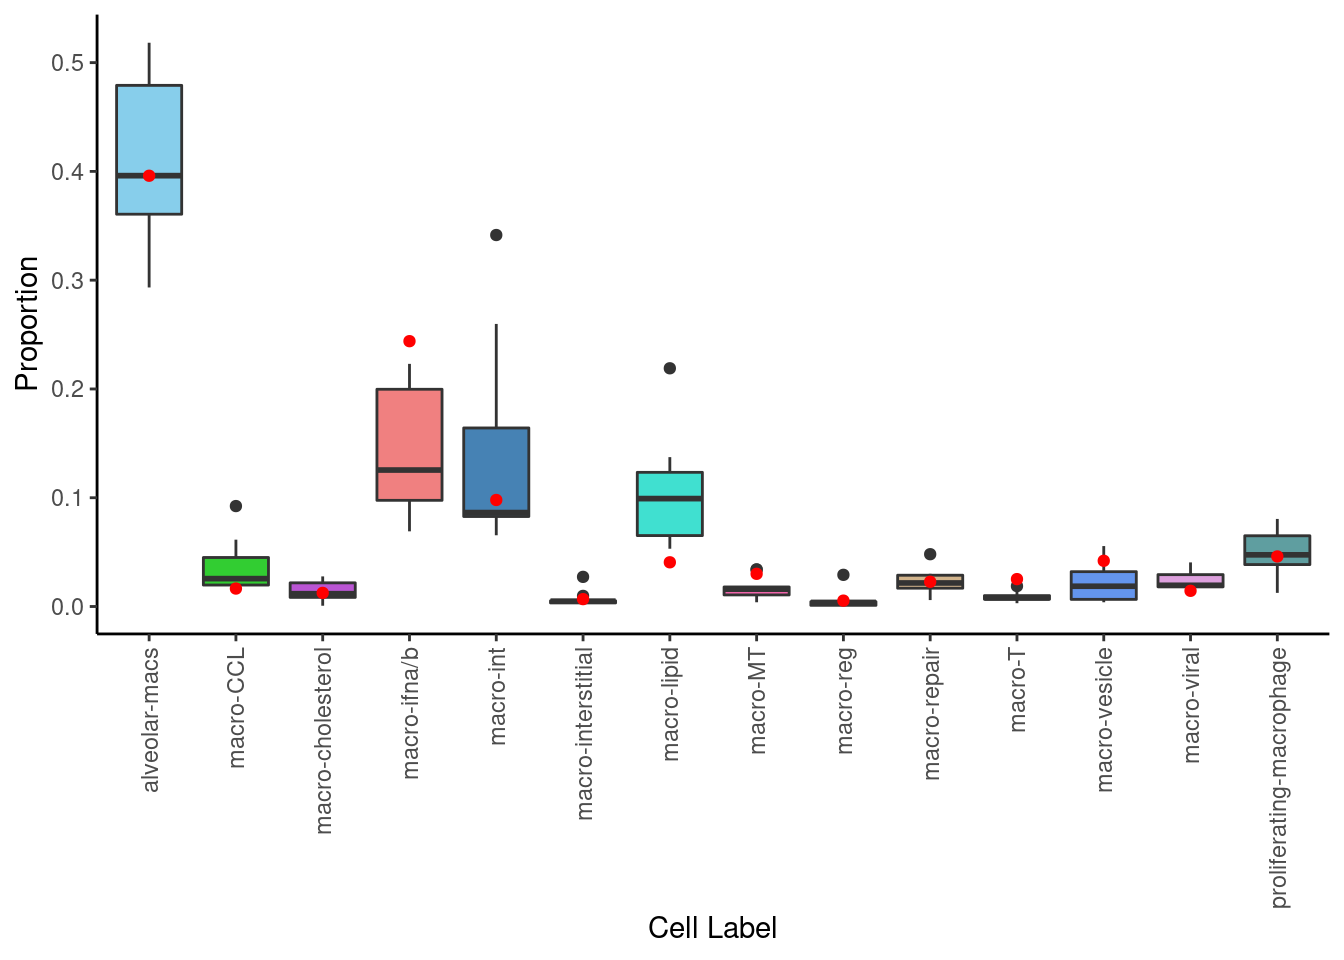 Proportion
0.5
0.4
0.3
0.2
0.1
0.0
alveolar-macs
macro-CCL
macro-cholesterol
macro-ifna/b
macro-int
macro-interstitial
macro-lipid
macro-MT
macro-reg
macro-repair
macro-T
macro-vesicle
macro-viral
proliferating-macrophage
Cell Label